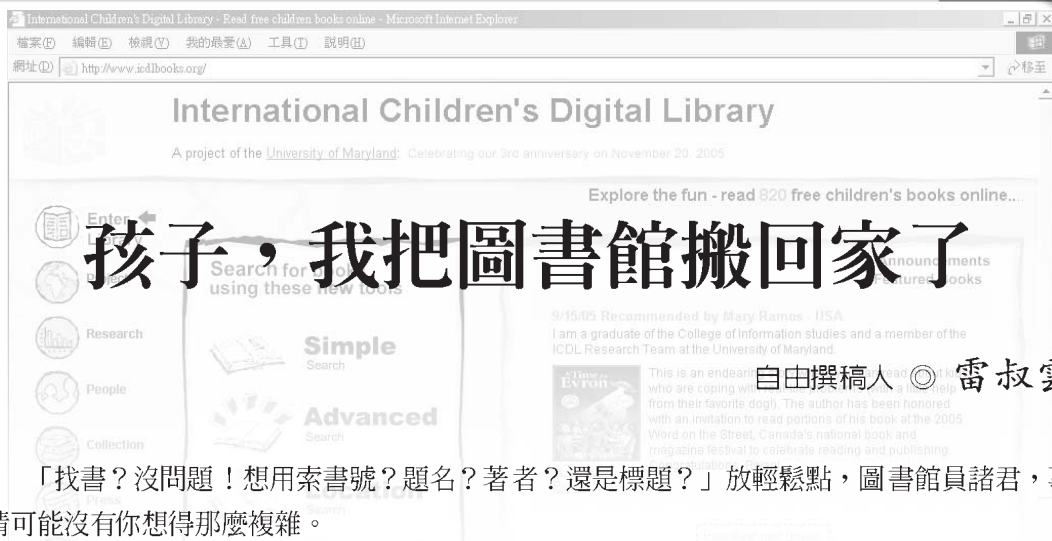 International Children's Digital Library - Read free children books online - Microsoft Internet Explorer
檔案(F) 編輯(E) 檢視(V) 我的最愛(A) 工具(T) 說明(H)
網址(D) http://www.icdlbooks.org/ 移至
International Children's Digital Library
A project of the University of Maryland: Celebrating our 3rd anniversary on November 20, 2005
Explore the fun - read 820 free children's books online...
Enter
孩子,我把圖書館搬回家了
Search for
using these new tools
Featured Books
9/15/05 Recommended by Mary Ramos - USA
I am a graduate of the College of Information studies and a member of the
ICDL Research Team at the University of Maryland.
Research
Simple
Search
This is an endearing
自由撰稿人 ◎ 雷叔雲
who are coping
from their favorite dog!). The author has been honored
with an invitation to read portions of his book at the 2005
Word on the Street, Canada's national book and
magazine festival to celebrate reading and publishing.
People
Advanced
Search
Collection
「找書?沒問題!想用索書號?題名?著者?還是標題?」放輕鬆點,圖書館員諸君,
Press
Location
情可能沒有你想得那麼複雜。